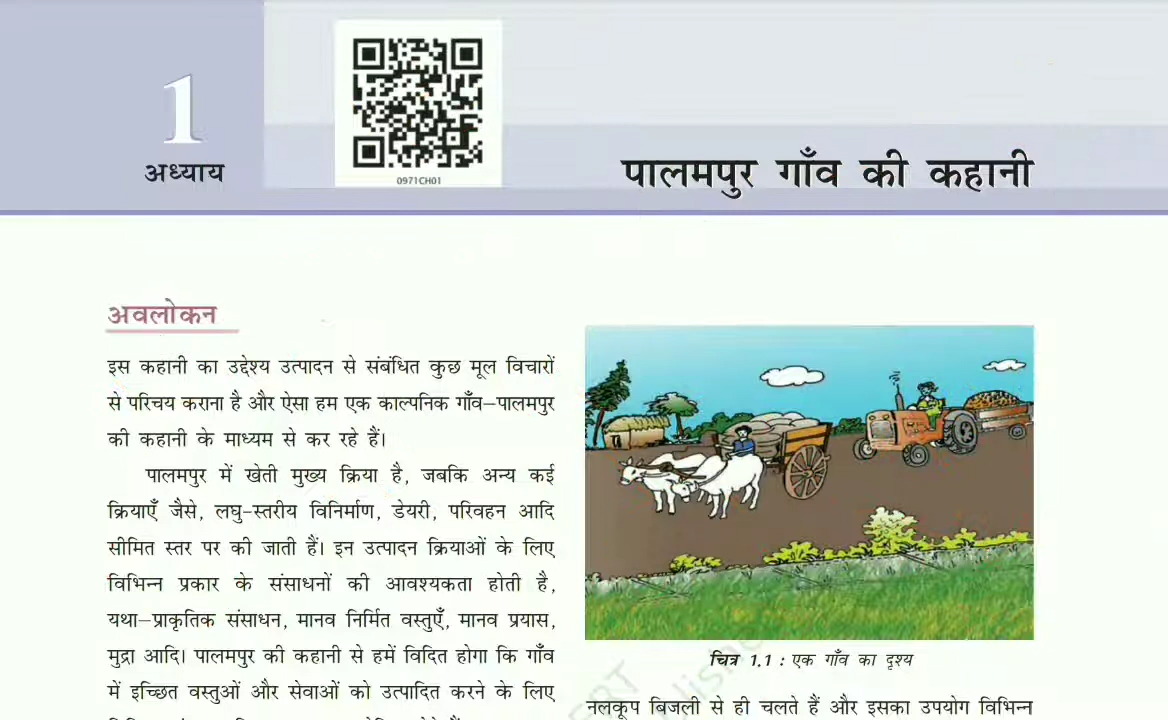 1
अध्याय
0971CH01
पालमपुर गाँव की कहानी
अवलोकन
इस कहानी का उद्देश्य उत्पादन से संबंधित कुछ मूल विचारों
से परिचय कराना है और ऐसा हम एक काल्पनिक गाँव–पालमपुर
की कहानी के माध्यम से कर रहे हैं।
पालमपुर में खेती मुख्य क्रिया है, जबकि अन्य कई
क्रियाएँ जैसे, लघु-स्तरीय विनिर्माण, डेयरी, परिवहन आदि
सीमित स्तर पर की जाती हैं। इन उत्पादन क्रियाओं के लिए
विभिन्न प्रकार के संसाधनों की आवश्यकता होती है,
यथा–प्राकृतिक संसाधन, मानव निर्मित वस्तुएँ, मानव प्रयास,
मुद्रा आदि। पालमपुर की कहानी से हमें विदित होगा कि गाँव
में इच्छित वस्तुओं और सेवाओं को उत्पादित करने के लिए
चित्र 1.1 : एक गाँव का दृश्य
नलकूप बिजली से ही चलते हैं और इसका उपयोग विभिन्न